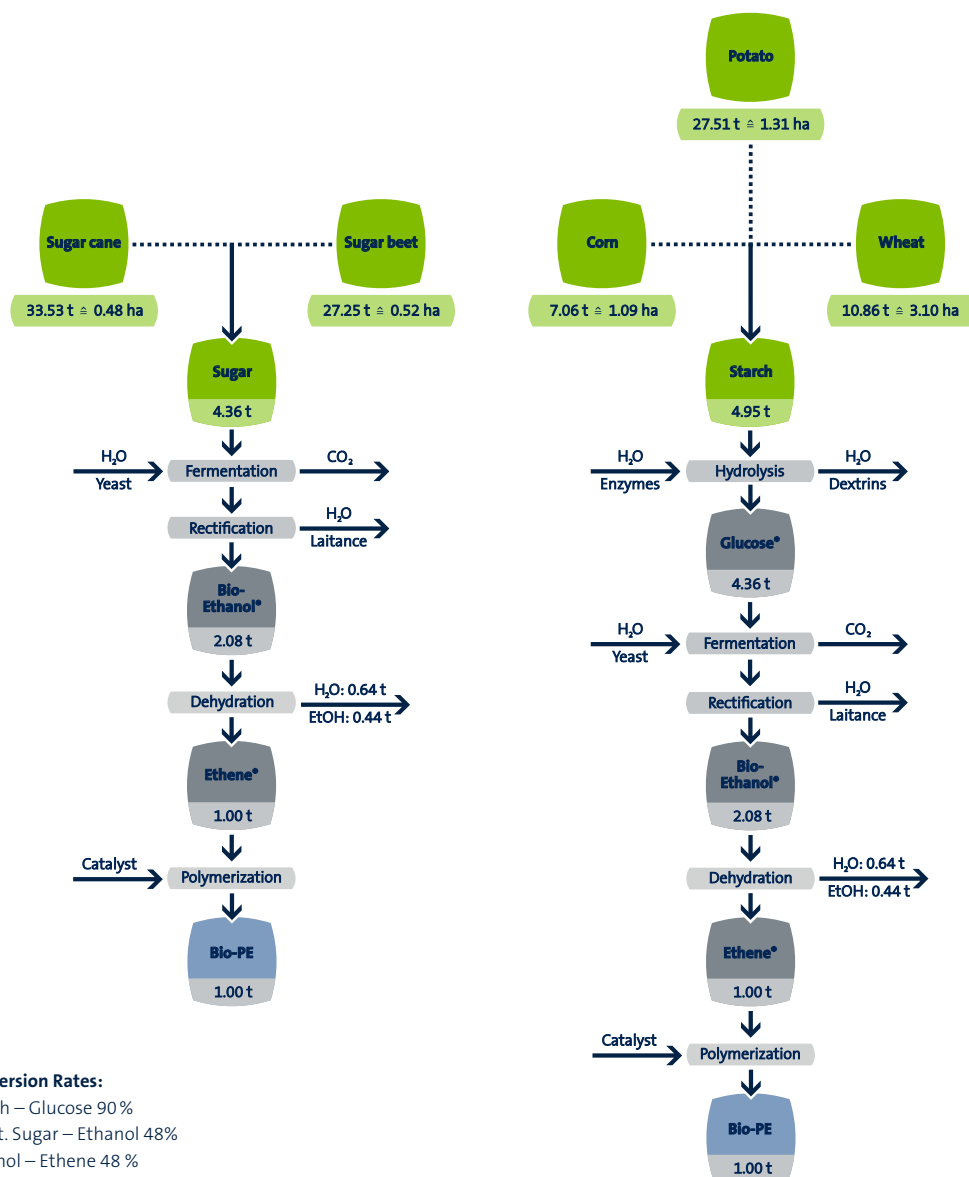 Potato
27.51 t ≙ 1.31 ha
Sugar cane
33.53 t ≙ 0.48 ha
Sugar beet
27.25 t ≙ 0.52 ha
Sugar
4.36 t
H₂O
Yeast
Fermentation
CO₂
Rectification
H₂O
Laitance
Bio-
Ethanol*
2.08 t
Dehydration
H₂O: 0.64 t
EtOH: 0.44 t
Ethene*
1.00 t
Catalyst
Polymerization
Bio-PE
1.00 t
Corn
7.06 t ≙ 1.09 ha
Wheat
10.86 t ≙ 3.10 ha
Starch
4.95 t
H₂O
Enzymes
Hydrolysis
H₂O
Dextrins
Glucose*
4.36 t
H₂O
Yeast
Fermentation
CO₂
Rectification
H₂O
Laitance
Bio-
Ethanol*
2.08 t
Dehydration
H₂O: 0.64 t
EtOH: 0.44 t
Ethene*
1.00 t
Catalyst
Polymerization
Bio-PE
1.00 t
ersion Rates:
h – Glucose 90 %
t. Sugar – Ethanol 48%
nol – Ethene 48 %